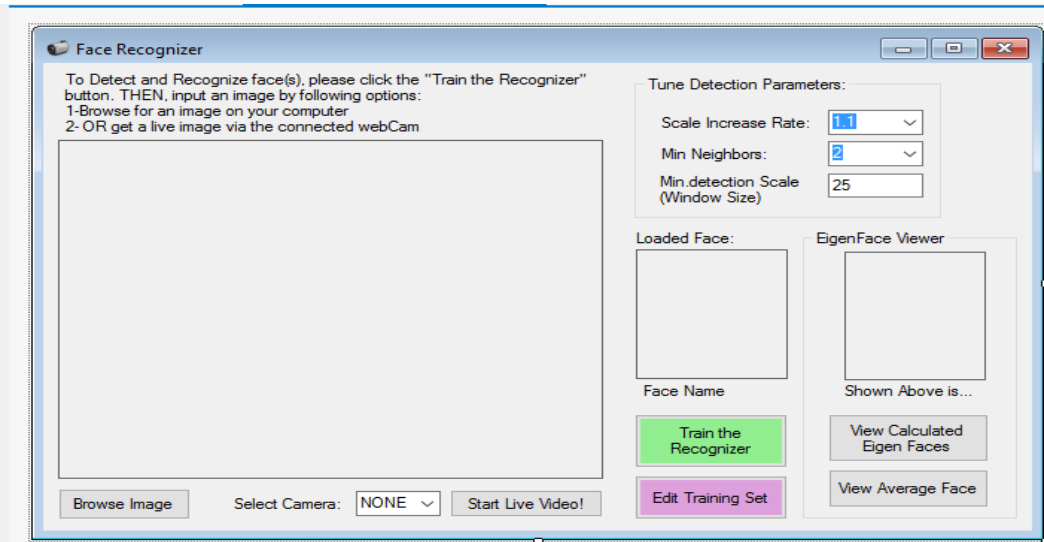 Face Recognizer
To Detect and Recognize face(s), please click the "Train the Recognizer"
button. THEN, input an image by following options:
1-Browse for an image on your computer
2- OR get a live image via the connected webCam
Tune Detection Parameters:
Scale Increase Rate: 1.1
Min Neighbors: 2
Min.detection Scale
(Window Size) 25
Loaded Face:
EigenFace Viewer
Face Name
Shown Above is...
Train the
Recognizer
View Calculated
Eigen Faces
Edit Training Set
View Average Face
Browse Image
Select Camera: NONE
Start Live Video!